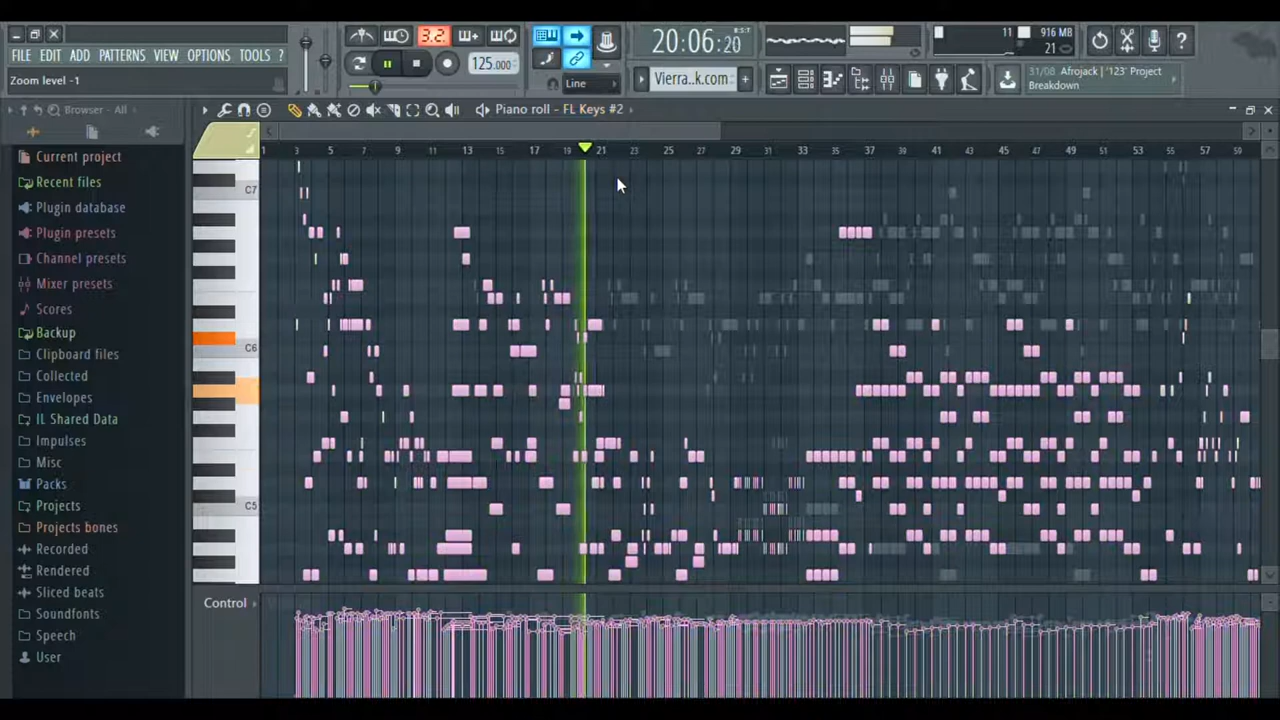 FILE EDIT ADD PATTERNS VIEW OPTIONS TOOLS ?
Zoom level -1
3.2.
125.000
Line
20:06:20
Vierra..k.com
11
916 MB
21
31/08 Afrojack | '123' Project
Breakdown
Browser - All
Piano roll - FL Keys #2
1 3 5 7 9 11 13 15 17 19 21 23 25 27 29 31 33 35 37 39 41 43 45 47 49 51 53 55 57 59
Current project
Recent files
Plugin database
Plugin presets
Channel presets
Mixer presets
Scores
Backup
Clipboard files
Collected
Envelopes
IL Shared Data
Impulses
Misc
Packs
Projects
Projects bones
Recorded
Rendered
Sliced beats
Soundfonts
Speech
User
C7
C6
C5
Control